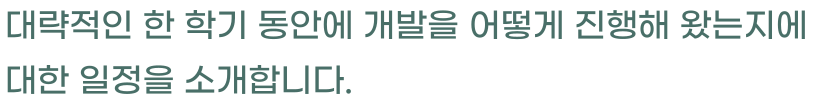 대략적인 한 학기 동안에 개발을 어떻게 진행해 왔는지에
대한 일정을 소개합니다.